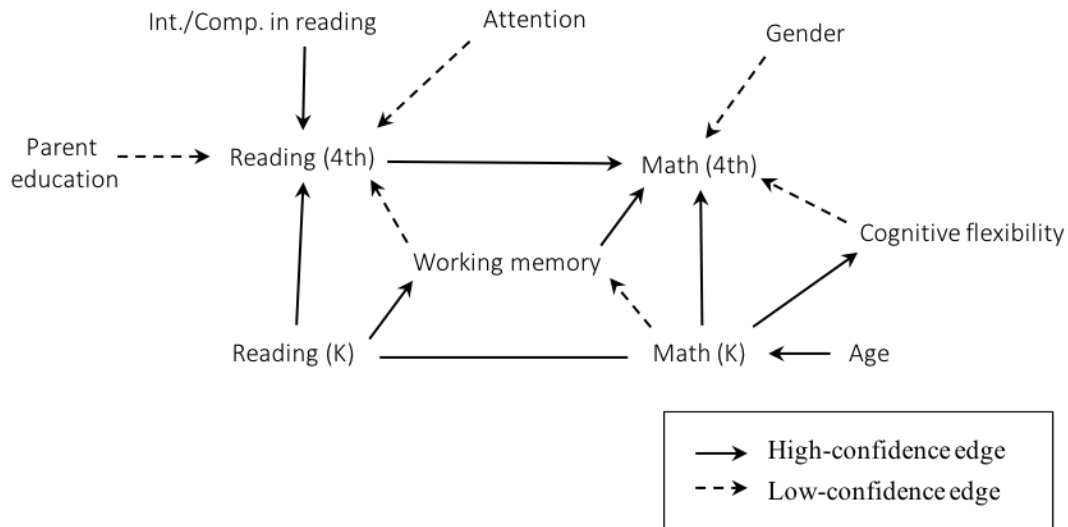 Int./Comp. in reading
Attention
Gender
Parent
education
Reading (4th)
Math (4th)
Cognitive flexibility
Working memory
Reading (K)
Math (K)
Age
High-confidence edge
Low-confidence edge